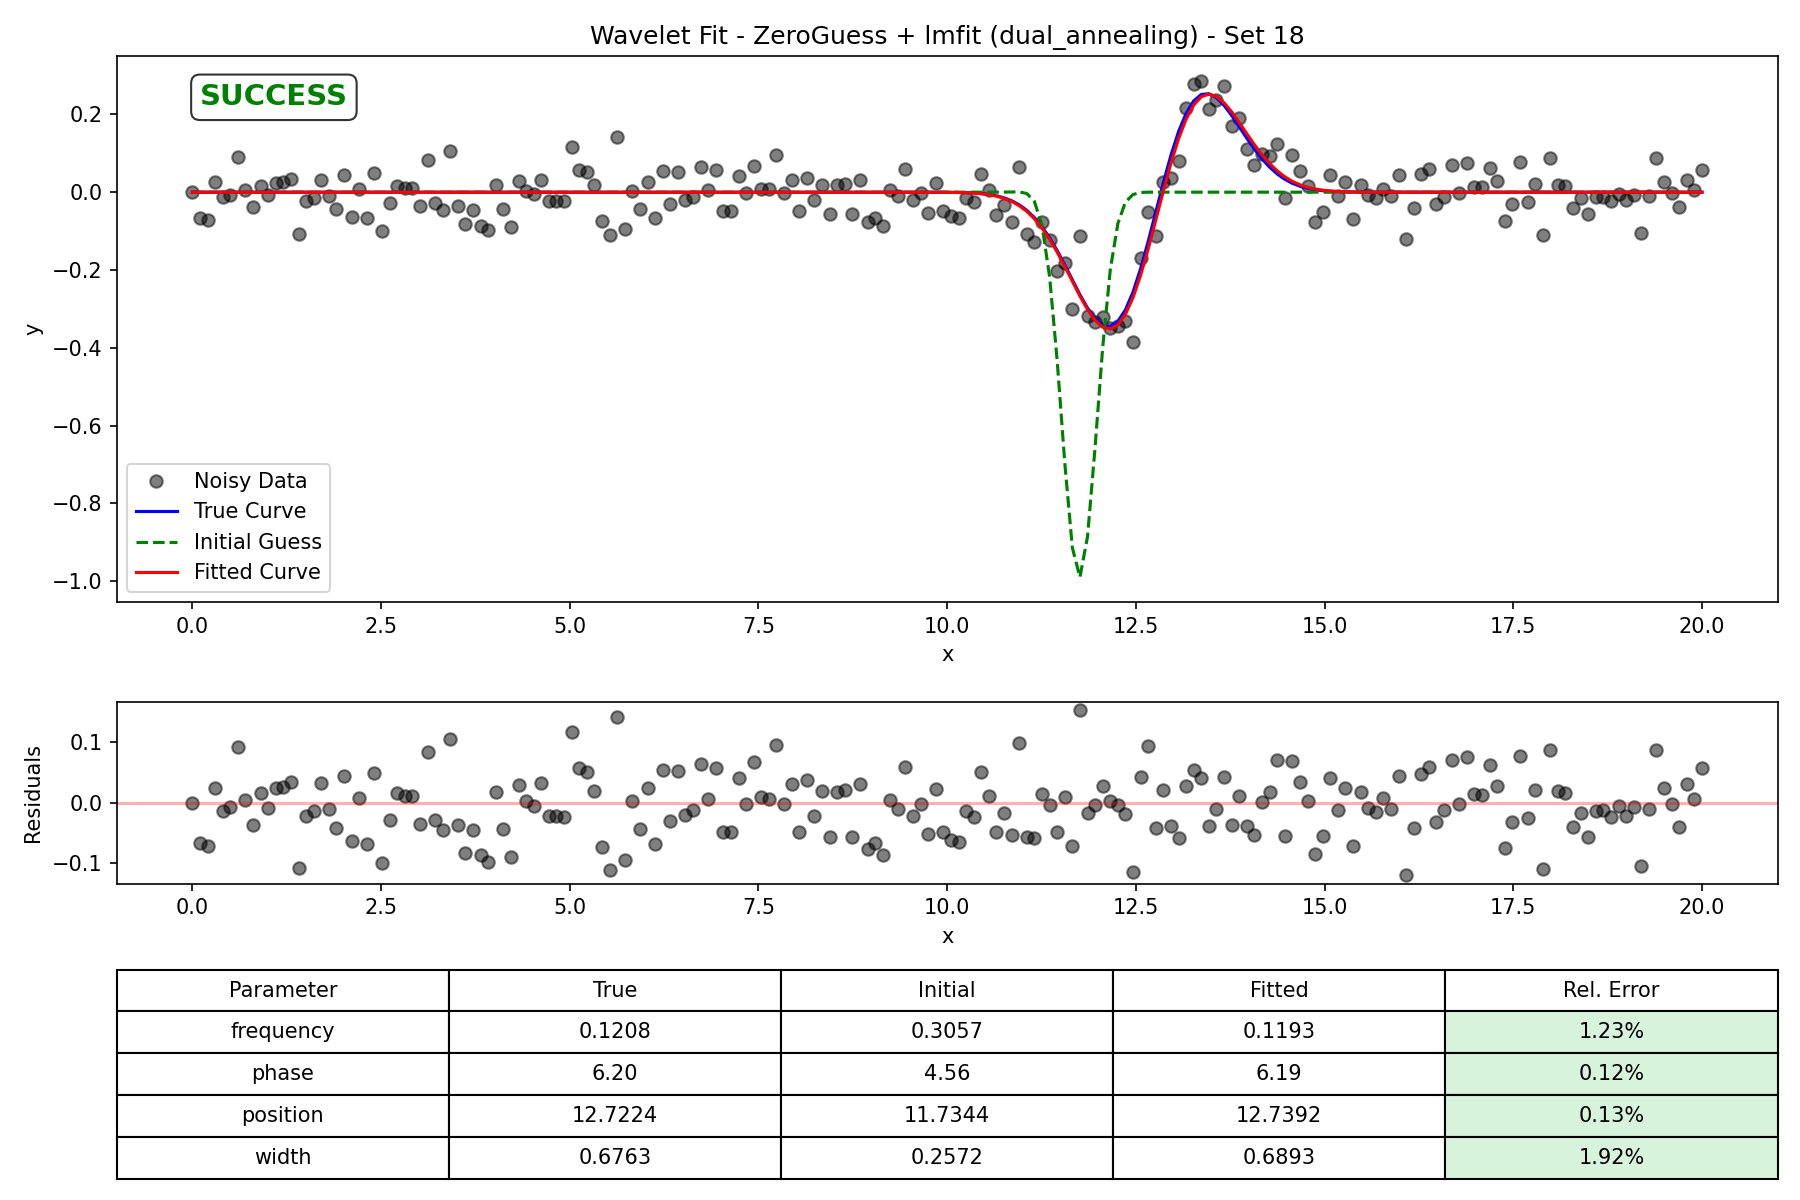 Wavelet Fit - ZeroGuess + lmfit (dual_annealing) - Set 18
SUCCESS
0.2
0.0
−0.2
−0.4
−0.6
−0.8
−1.0
y
Noisy Data
True Curve
Initial Guess
Fitted Curve
0.0 2.5 5.0 7.5 10.0 12.5 15.0 17.5 20.0
x
0.1
0.0
−0.1
Residuals
0.0 2.5 5.0 7.5 10.0 12.5 15.0 17.5 20.0
x
Parameter True Initial Fitted Rel. Error
frequency 0.1208 0.3057 0.1193 1.23%
phase 6.20 4.56 6.19 0.12%
position 12.7224 11.7344 12.7392 0.13%
width 0.6763 0.2572 0.6893 1.92%